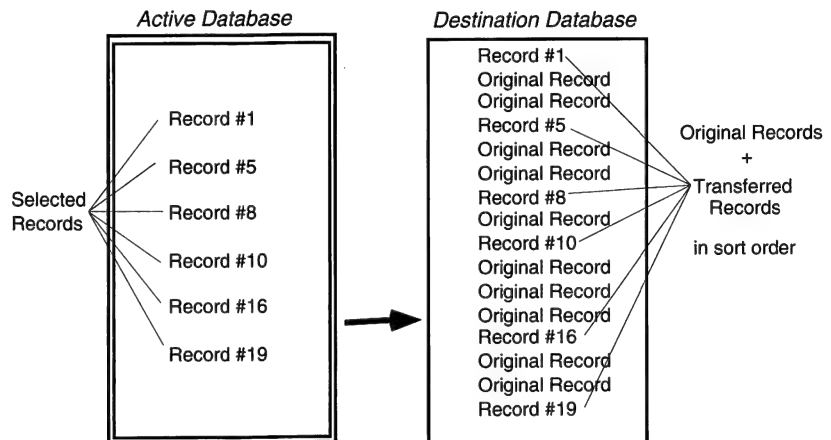 Active Database
Selected
Records
Record #1
Record #5
Record #8
Record #10
Record #16
Record #19
Destination Database
Record #1
Original Record
Original Record
Record #5
Original Record
Original Record
Record #8
Original Record
Record #10
Original Record
Original Record
Original Record
Record #16
Original Record
Original Record
Record #19
Original Records
+
Transferred
Records
in sort order